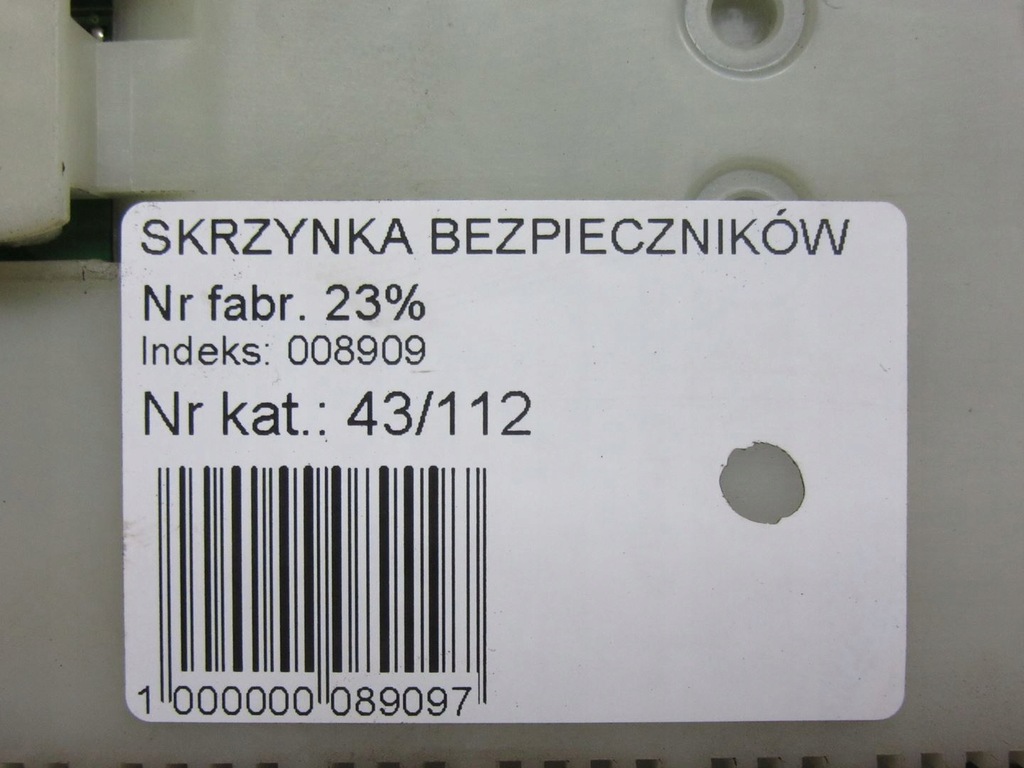 SKRZYNKA BEZPIECZNIKÓW
Nr fabr. 23%
Indeks: 008909
Nr kat.: 43/112
1 000000 089097